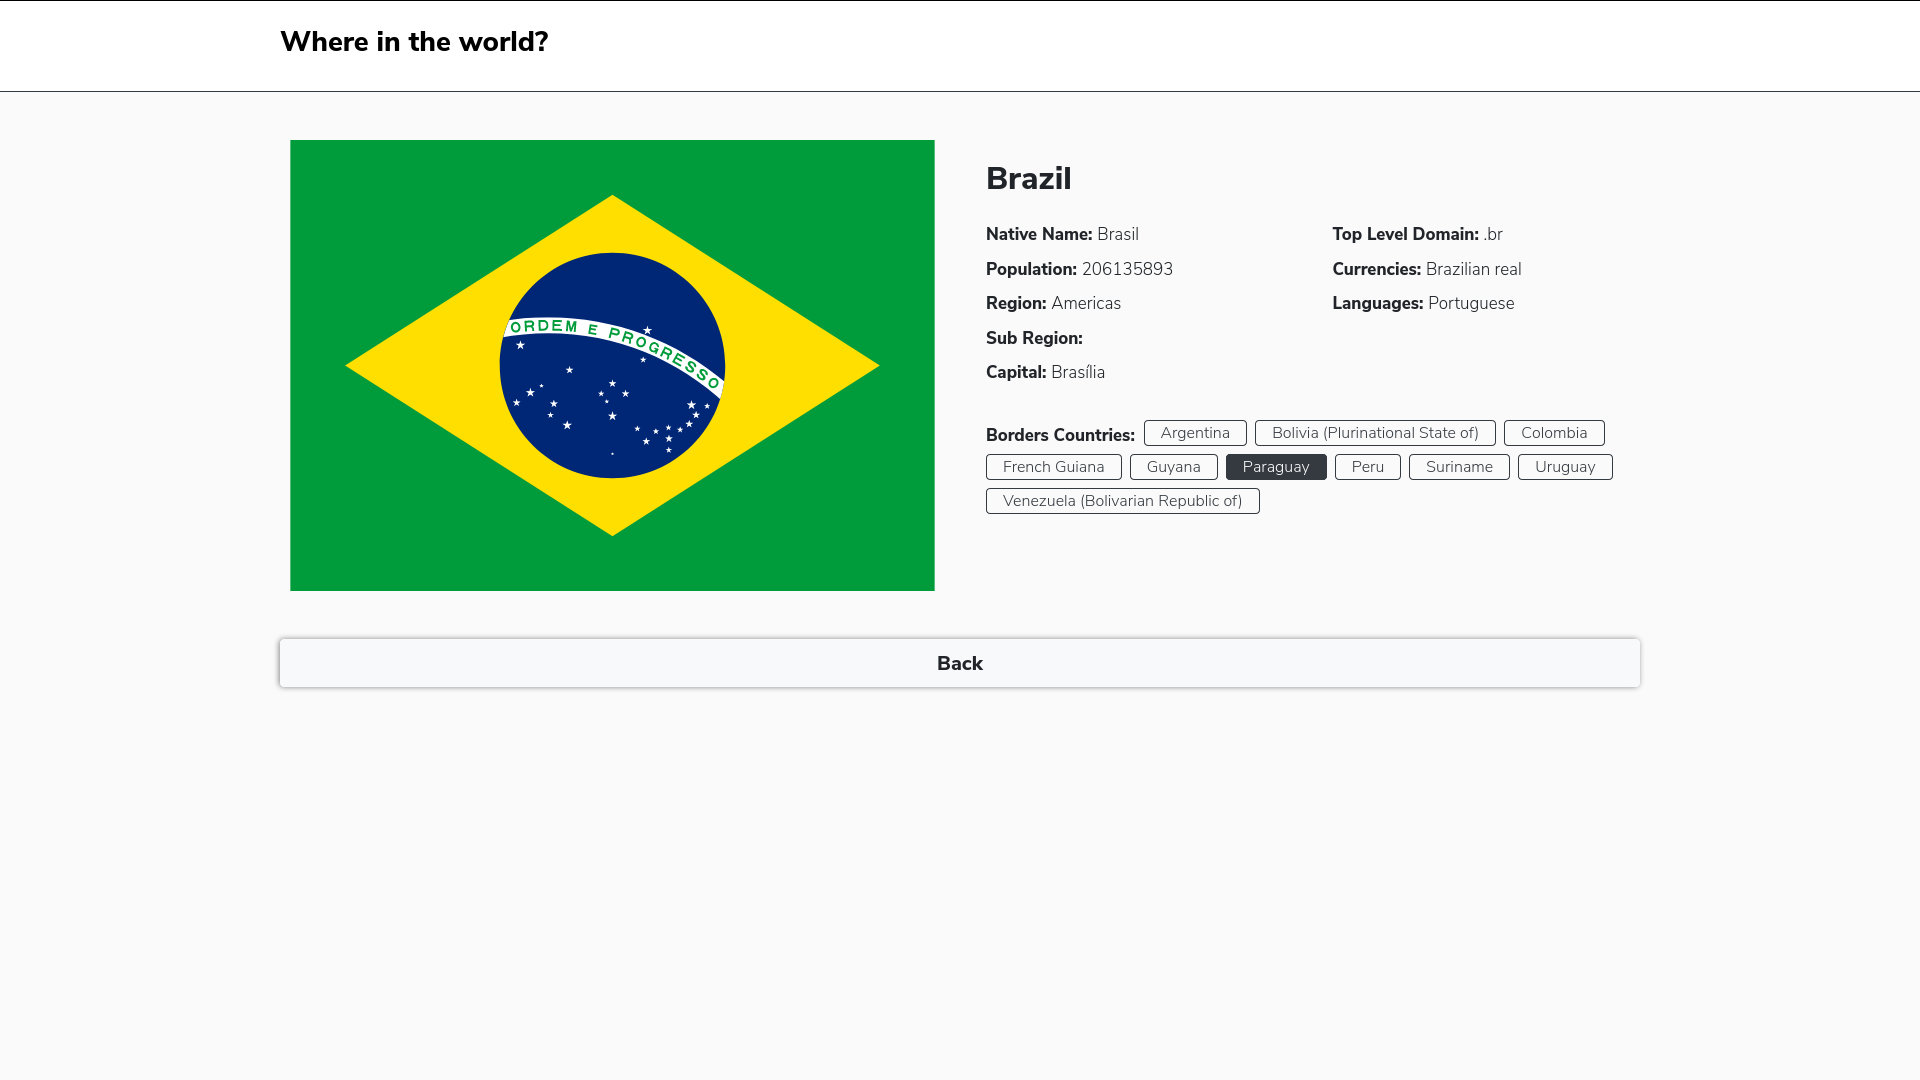 Where in the world?
ORDEM E PROGRESSO
Brazil
Native Name: Brasil
Population: 206135893
Region: Americas
Sub Region:
Capital: Brasília
Top Level Domain: .br
Currencies: Brazilian real
Languages: Portuguese
Borders Countries: Argentina Bolivia (Plurinational State of) Colombia
French Guiana Guyana Paraguay Peru Suriname Uruguay
Venezuela (Bolivarian Republic of)
Back